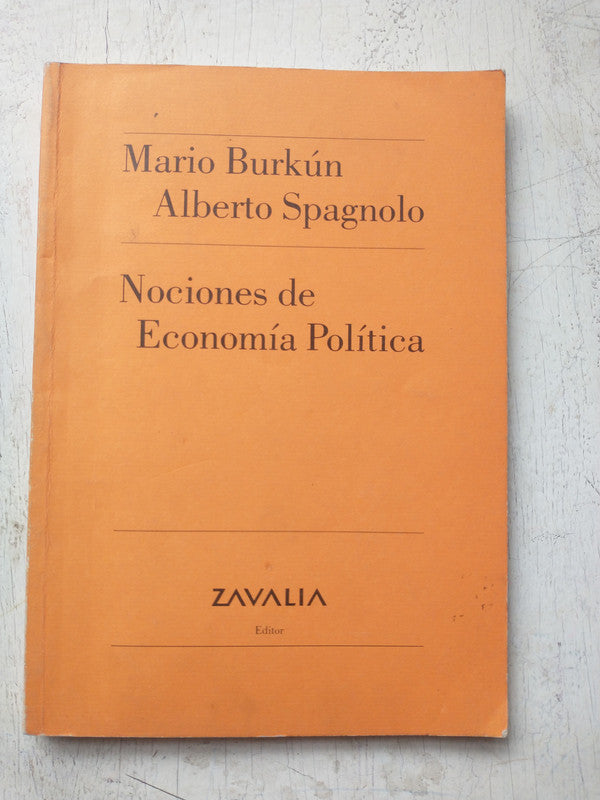 Mario Burkún
Alberto Spagnolo
Nociones de
Economía Política
ZAVALIA
Editor